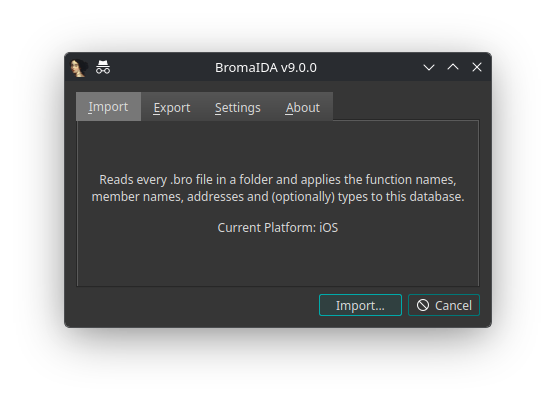 BromaIDA v9.0.0
Import
Export
Settings
About
Reads every .bro file in a folder and applies the function names,
member names, addresses and (optionally) types to this database.
Current Platform: iOS
Import...
Cancel